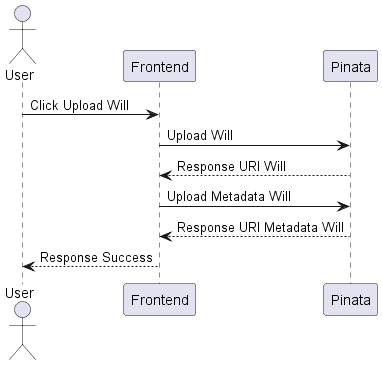 User
Frontend
Pinata
Click Upload Will
Upload Will
Response URI Will
Upload Metadata Will
Response URI Metadata Will
Response Success
User
Frontend
Pinata